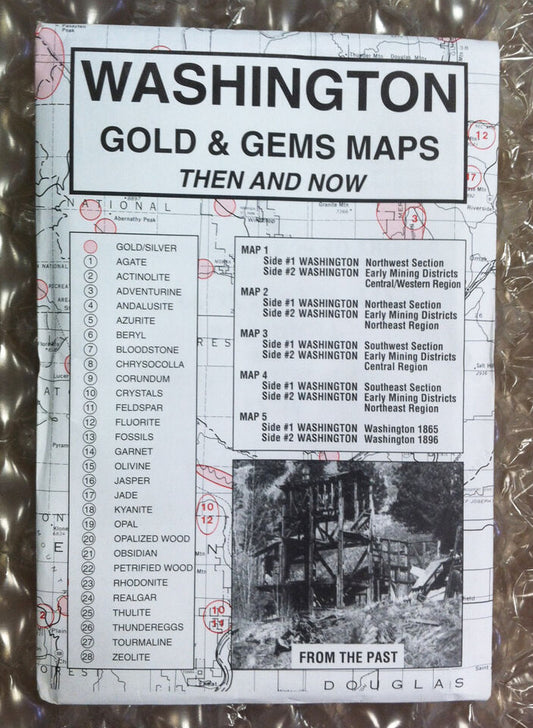 WASHINGTON
GOLD & GEMS MAPS
THEN AND NOW
NATIONAL
Abernathy Peak
GOLD/SILVER
1 AGATE
2 ACTINOLITE
3 ADVENTURINE
4 ANDALUSITE
5 AZURITE
6 BERYL
7 BLOODSTONE
8 CHRYSOCOLLA
9 CORUNDUM
10 CRYSTALS
11 FELDSPAR
12 FLUORITE
13 FOSSILS
14 GARNET
15 OLIVINE
16 JASPER
17 JADE
18 KYANITE
19 OPAL
20 OPALIZED WOOD
21 OBSIDIAN
22 PETRIFIED WOOD
23 RHODONITE
24 REALGAR
25 THULITE
26 THUNDEREGGS
27 TOURMALINE
28 ZEOLITE
MAP 1
Side #1 WASHINGTON Northwest Section
Side #2 WASHINGTON Early Mining Districts
Central/Western Region
MAP 2
Side #1 WASHINGTON Northeast Section
Side #2 WASHINGTON Early Mining Districts
Northeast Region
MAP 3
Side #1 WASHINGTON Southwest Section
Side #2 WASHINGTON Early Mining Districts
Central Region
MAP 4
Side #1 WASHINGTON Southeast Section
Side #2 WASHINGTON Early Mining Districts
Northeast Region
MAP 5
Side #1 WASHINGTON Washington 1865
Side #2 WASHINGTON Washington 1896
12
3
10
12
10
11
FROM THE PAST
DOUGLAS